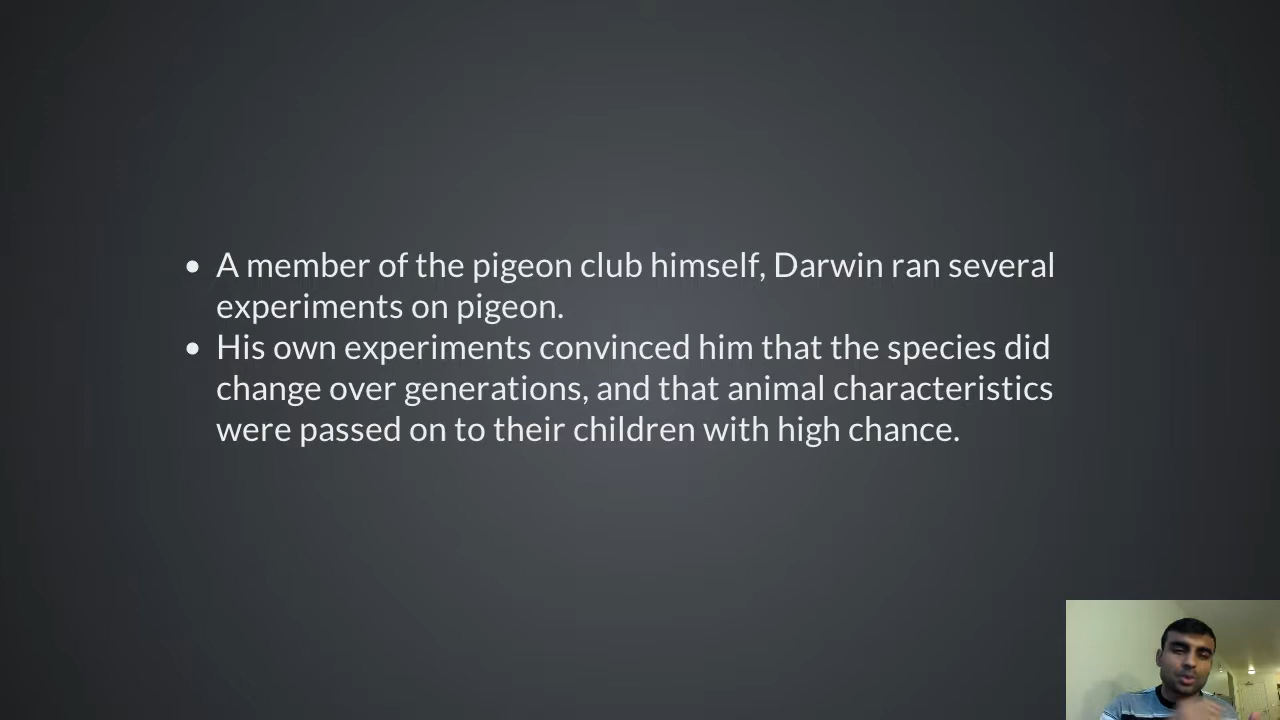 • A member of the pigeon club himself, Darwin ran several
experiments on pigeon.
• His own experiments convinced him that the species did
change over generations, and that animal characteristics
were passed on to their children with high chance.